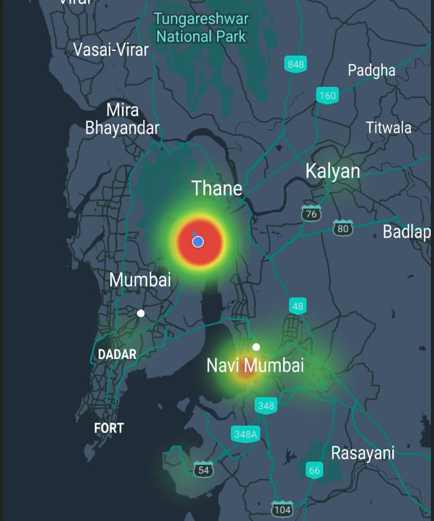 Tungareshwar
National Park
Vasai-Virar
848
Padgha
160
Mira
Bhayandar
Titwala
Kalyan
Thane
76
80
Badlap
Mumbai
48
DADAR
Navi Mumbai
348
FORT
348A
Rasayani
54
66
104